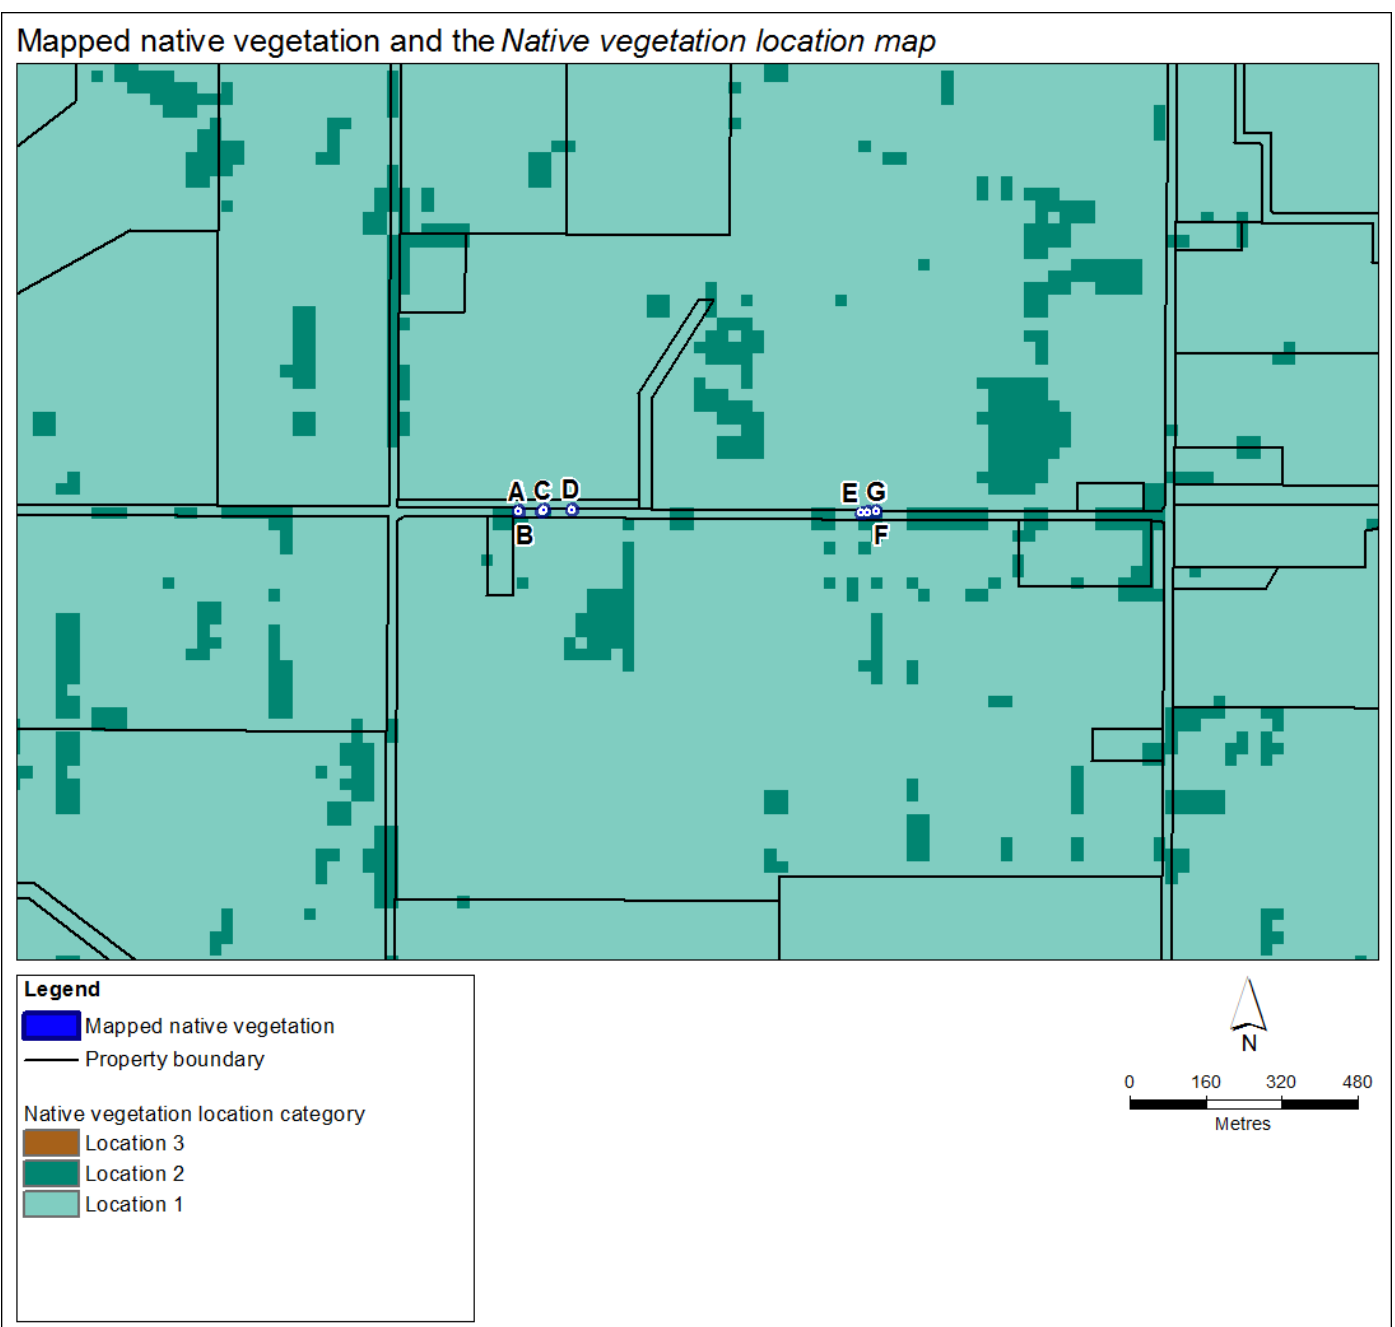 Mapped native vegetation and the Native vegetation location map
A C D
B
E G
F
Legend
Mapped native vegetation
Property boundary
Native vegetation location category
Location 3
Location 2
Location 1
N
0 160 320 480
Metres